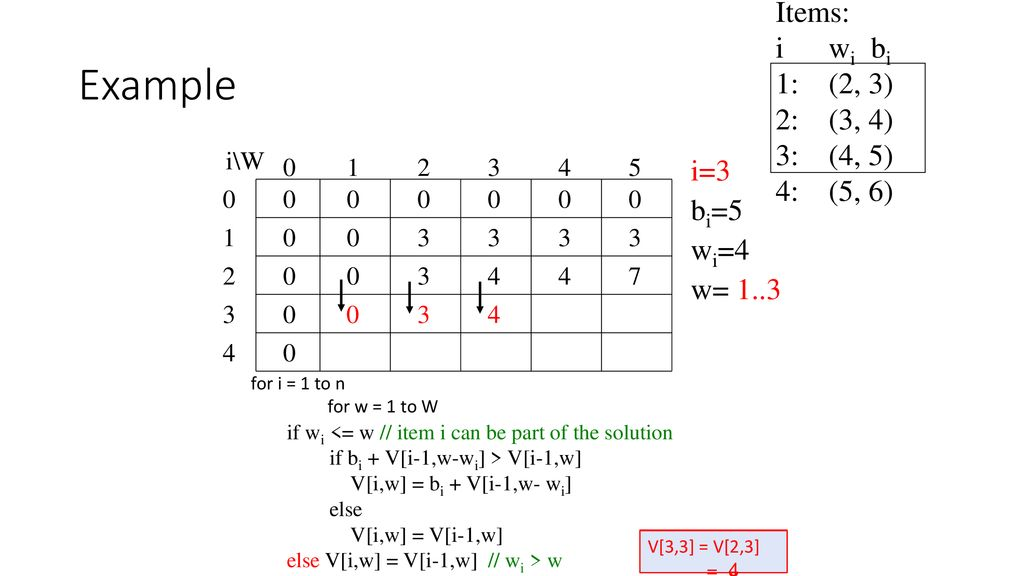 Example
Items:
i wi bi
1: (2, 3)
2: (3, 4)
3: (4, 5)
4: (5, 6)
i\W 0 1 2 3 4 5
0 0 0 0 0 0 0
1 0 0 3 3 3 3
2 0 0 3 4 4 7
3 0 0 3 4
4 0
i=3
bi=5
wi=4
w= 1..3
for i = 1 to n
for w = 1 to W
if wi <= w // item i can be part of the solution
if bi + V[i-1,w-wi] > V[i-1,w]
V[i,w] = bi + V[i-1,w- wi]
else
V[i,w] = V[i-1,w]
else V[i,w] = V[i-1,w] // wi > w
V[3,3] = V[2,3]
= 4